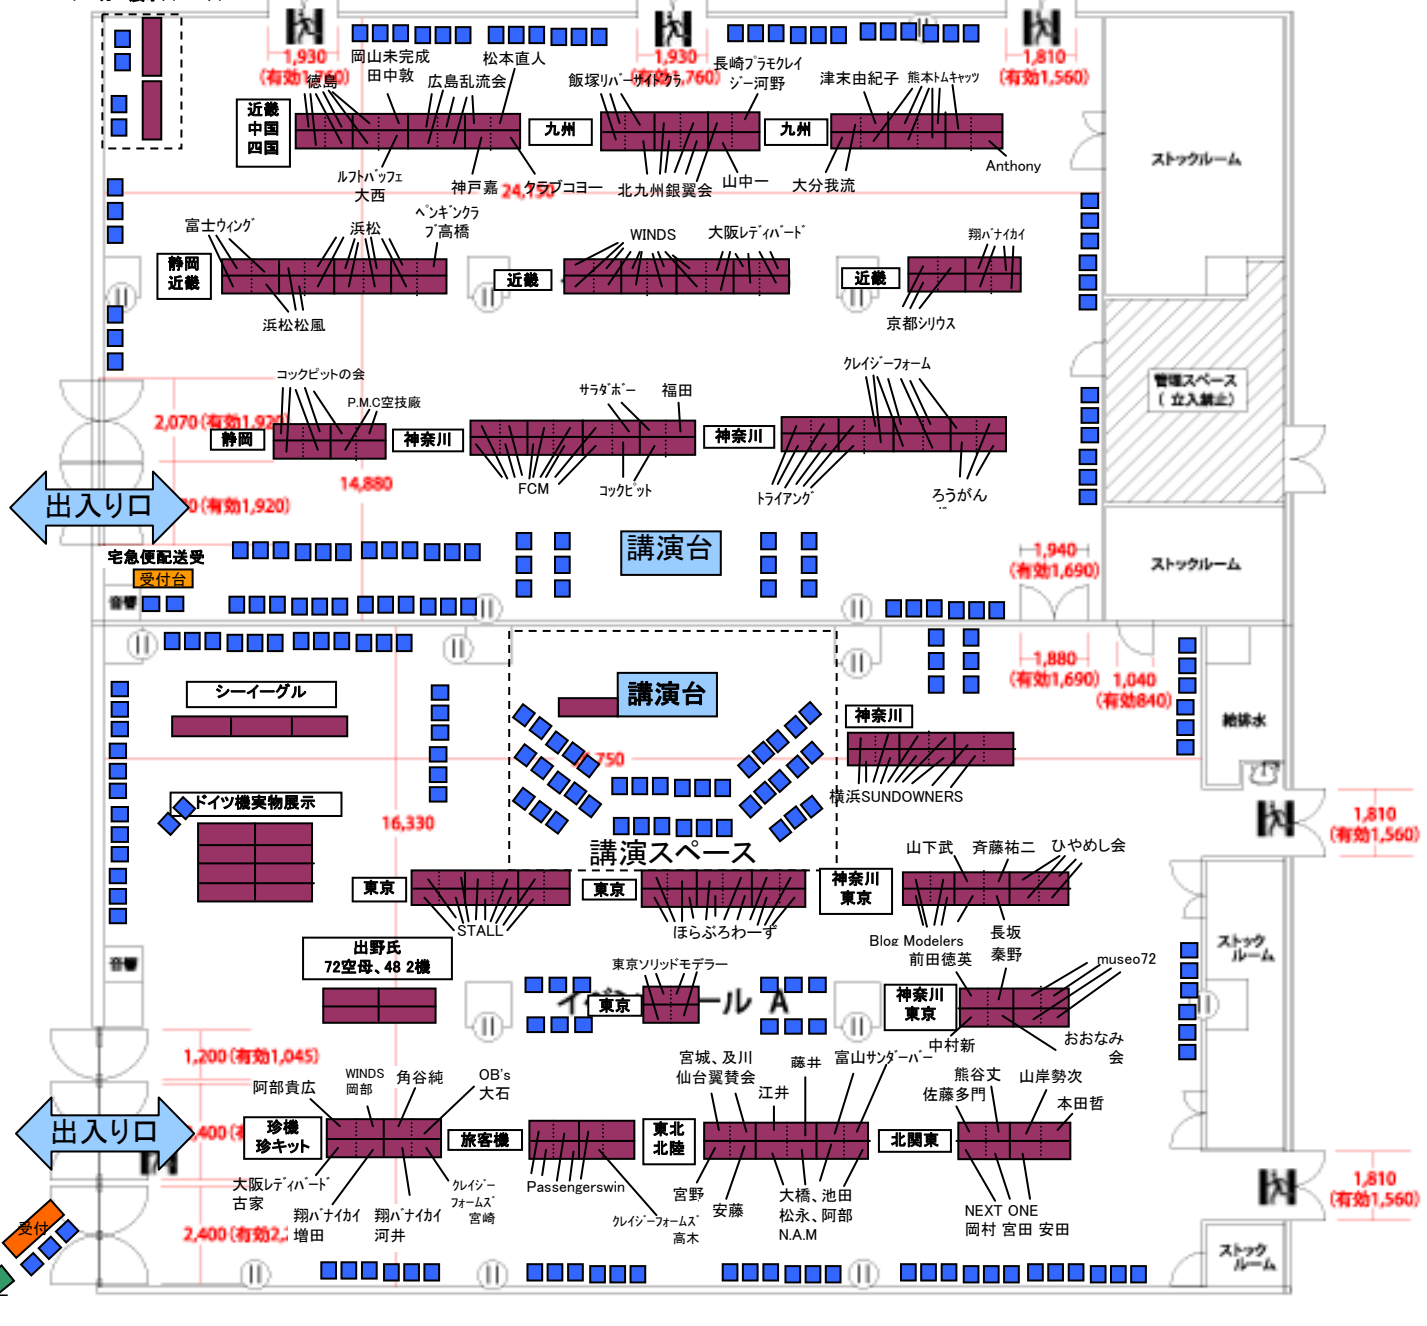 1,930
(有効1,760)
1,930
(有効1,760)
1,810
(有効1,560)
岡山未完成
田中敦
松本直人
徳島
広島乱流会
飯塚リバーサイドクラ
長崎プラモクレイ
ジー河野
津末由紀子
熊本トムキャッツ
近畿
中国
四国
九州
九州
ストックルーム
ルフトバッフェ
大西
神戸嘉
クラブコヨー
24,750
北九州銀翼会
山中一
大分我流
Anthony
富士ウィング
浜松
ペンギンクラ
ブ高橋
WINDS
大阪レディバード
翔バナイカイ
静岡
近畿
近畿
近畿
浜松松風
京都シリウス
コックピットの会
P.M.C空技廠
サラダボー
福田
クレイジーフォーム
管理スペース
( 立入禁止)
2,070(有効1,920)
静岡
神奈川
神奈川
14,880
FCM
コックピット
トライアング
ろうがん
出入り口
0(有効1,920)
講演台
宅急便配送受
受付台
音響
1,940
(有効1,690)
ストックルーム
1,880
(有効1,690)
1,040
(有効840)
シーイーグル
講演台
神奈川
給排水
750
横浜SUNDOWNERS
ドイツ機実物展示
16,330
講演スペース
1,810
(有効1,560)
山下武
斉藤祐二
ひやめし会
東京
東京
神奈川
東京
STALL
ほらぶろわーず
Blog Modelers
前田徳英
長坂
秦野
museo72
ストック
ルーム
出野氏
72空母、48 2機
音響
東京ソリッドモデラー
東京
ール A
神奈川
東京
中村新
おおなみ
会
1,200(有効1,045)
阿部貴広
WINDS
岡部
角谷純
OB's
大石
宮城、及川
仙台翼賛会
江井
藤井
富山サンダーバー
熊谷丈
佐藤多門
山岸勢次
本田哲
出入り口
,400(有
珍機
珍キット
旅客機
東北
北陸
北関東
大阪レディバード
古家
翔バナイカイ
増田
翔バナイカイ
河井
クレイジー
フォームズ
宮崎
Passengerswin
クレイジーフォームズ
高木
宮野
安藤
大橋、池田
松永、阿部
N.A.M
NEXT ONE
岡村 宮田 安田
1,810
(有効1,560)
受付
2,400(有効2,
ストック
ルーム